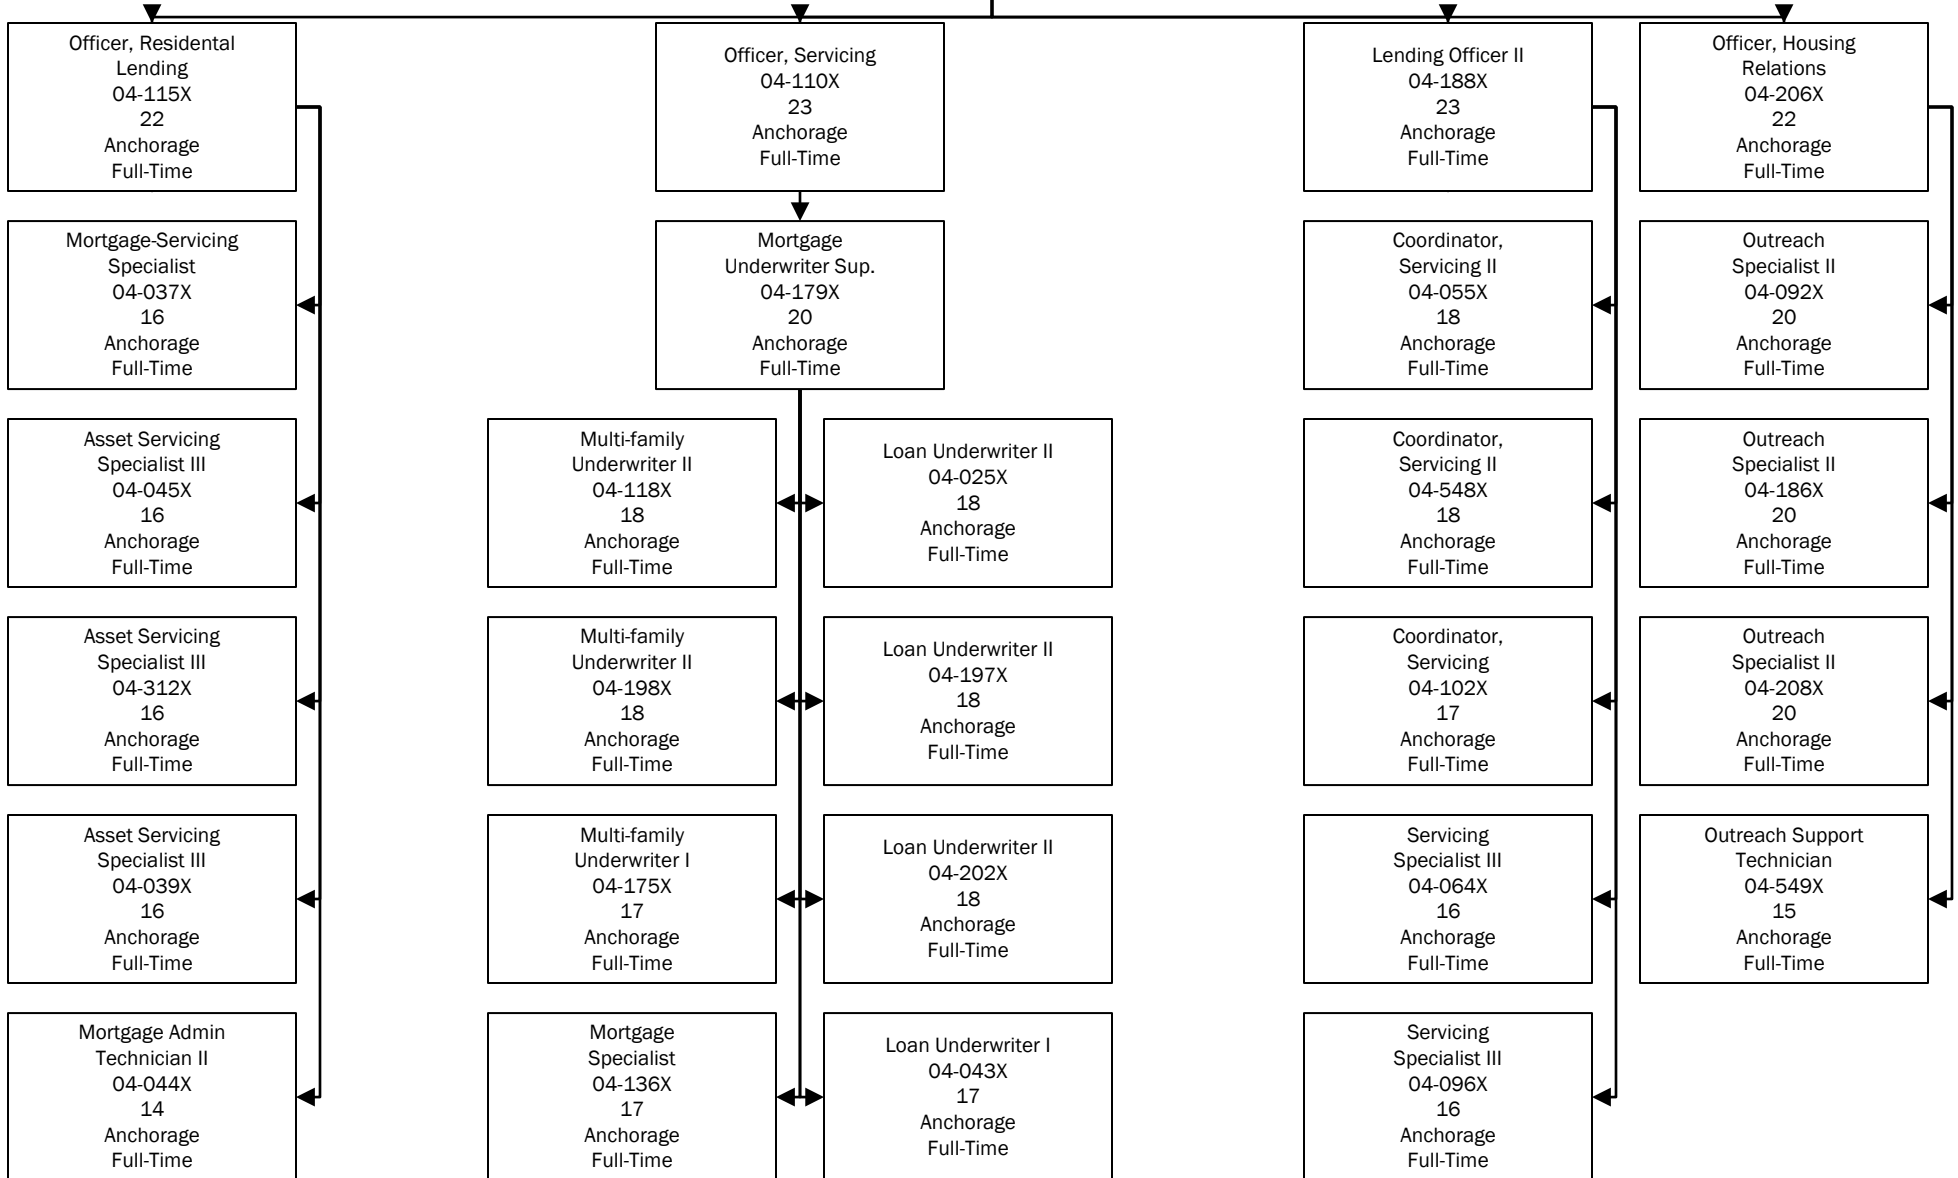 Officer, Residental
Lending
04-115X
22
Anchorage
Full-Time
Officer, Servicing
04-110X
23
Anchorage
Full-Time
Lending Officer II
04-188X
23
Anchorage
Full-Time
Officer, Housing
Relations
04-206X
22
Anchorage
Full-Time
Mortgage-Servicing
Specialist
04-037X
16
Anchorage
Full-Time
Mortgage
Underwriter Sup.
04-179X
20
Anchorage
Full-Time
Coordinator,
Servicing II
04-055X
18
Anchorage
Full-Time
Outreach
Specialist II
04-092X
20
Anchorage
Full-Time
Asset Servicing
Specialist III
04-045X
16
Anchorage
Full-Time
Multi-family
Underwriter II
04-118X
18
Anchorage
Full-Time
Loan Underwriter II
04-025X
18
Anchorage
Full-Time
Coordinator,
Servicing II
04-548X
18
Anchorage
Full-Time
Outreach
Specialist II
04-186X
20
Anchorage
Full-Time
Asset Servicing
Specialist III
04-312X
16
Anchorage
Full-Time
Multi-family
Underwriter II
04-198X
18
Anchorage
Full-Time
Loan Underwriter II
04-197X
18
Anchorage
Full-Time
Coordinator,
Servicing
04-102X
17
Anchorage
Full-Time
Outreach
Specialist II
04-208X
20
Anchorage
Full-Time
Asset Servicing
Specialist III
04-039X
16
Anchorage
Full-Time
Multi-family
Underwriter I
04-175X
17
Anchorage
Full-Time
Loan Underwriter II
04-202X
18
Anchorage
Full-Time
Servicing
Specialist III
04-064X
16
Anchorage
Full-Time
Outreach Support
Technician
04-549X
15
Anchorage
Full-Time
Mortgage Admin
Technician II
04-044X
14
Anchorage
Full-Time
Mortgage
Specialist
04-136X
17
Anchorage
Full-Time
Loan Underwriter I
04-043X
17
Anchorage
Full-Time
Servicing
Specialist III
04-096X
16
Anchorage
Full-Time